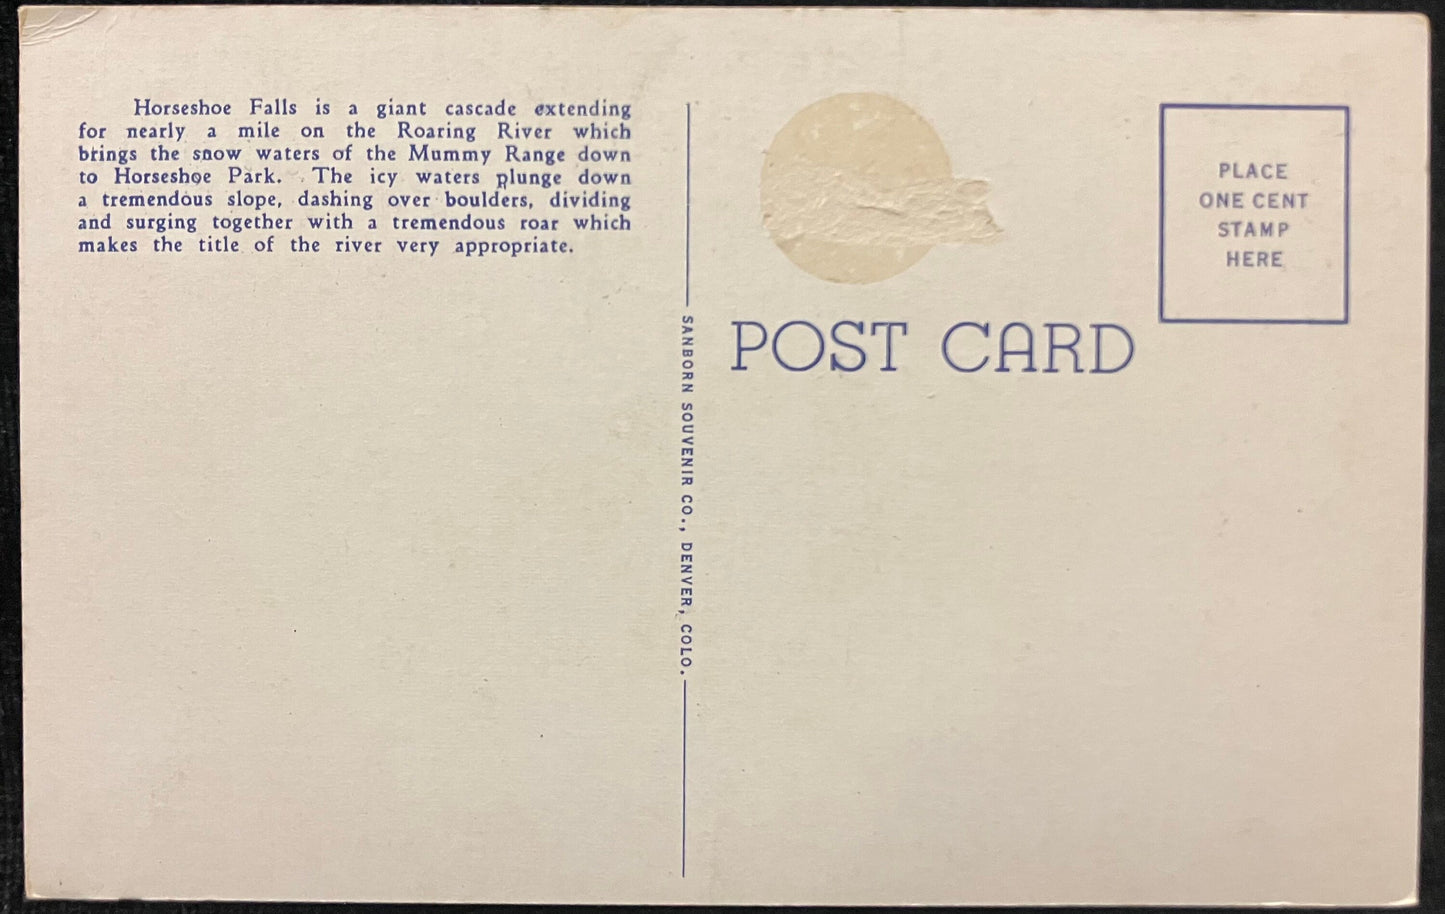 Horseshoe Falls is a giant cascade extending
for nearly a mile on the Roaring River which
brings the snow waters of the Mummy Range down
to Horseshoe Park. The icy waters plunge down
a tremendous slope, dashing over boulders, dividing
and surging together with a tremendous roar which
makes the title of the river very appropriate.
SANBORN SOUVENIR CO., DENVER, COLO.
POST CARD
PLACE
ONE CENT
STAMP
HERE